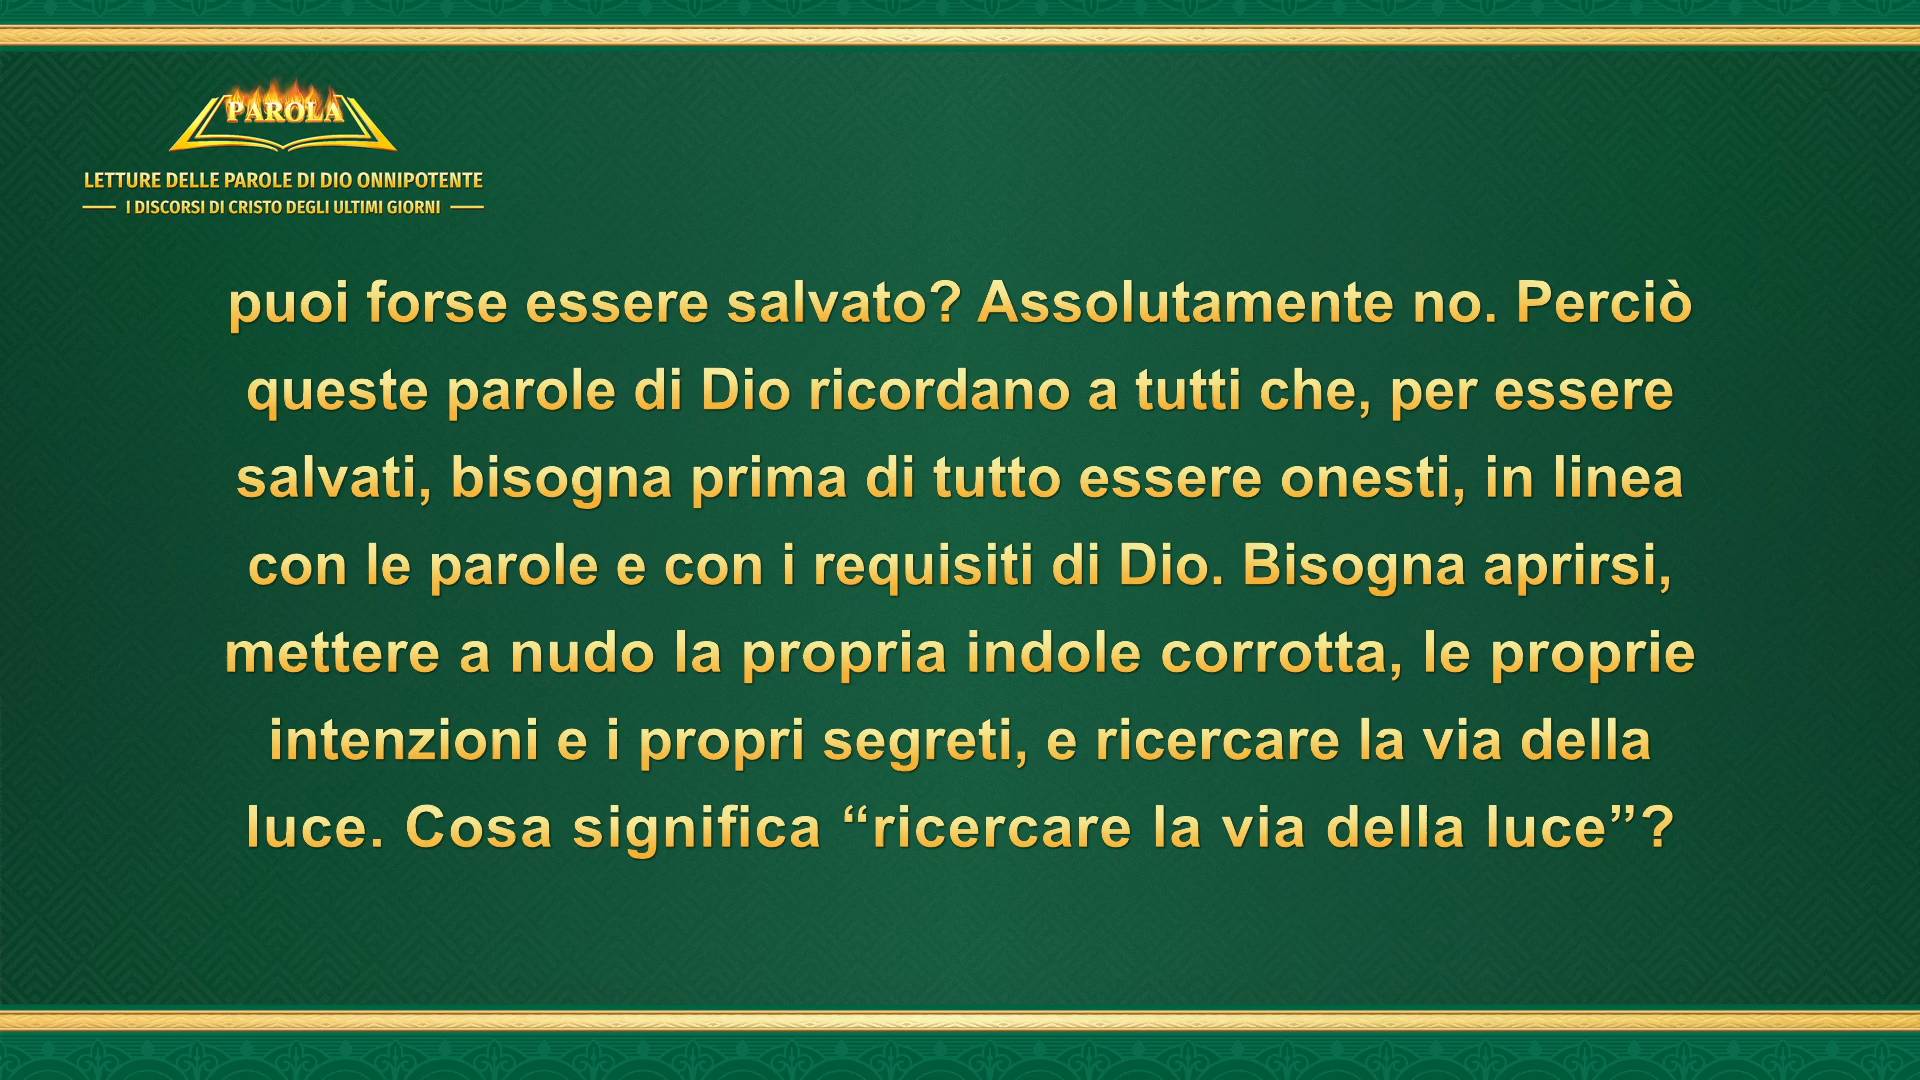 PAROLA
LETTURE DELLE PAROLE DI DIO ONNIPOTENTE
I DISCORSI DI CRISTO DEGLI ULTIMI GIORNI
puoi forse essere salvato? Assolutamente no. Perciò
queste parole di Dio ricordano a tutti che, per essere
salvati, bisogna prima di tutto essere onesti, in linea
con le parole e con i requisiti di Dio. Bisogna aprirsi,
mettere a nudo la propria indole corrotta, le proprie
intenzioni e i propri segreti, e ricercare la via della
luce. Cosa significa “ricercare la via della luce”?